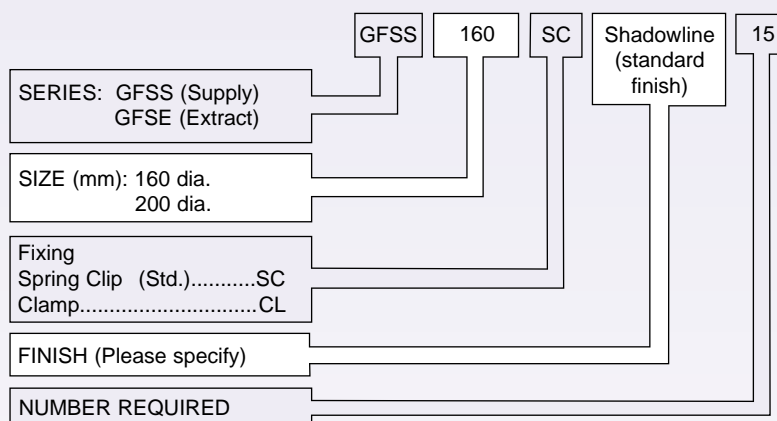 GFSS 160 SC Shadowline 15
(standard
finish)
SERIES: GFSS (Supply)
GFSE (Extract)
SIZE (mm): 160 dia.
200 dia.
Fixing
Spring Clip (Std.)...........SC
Clamp..............................CL
FINISH (Please specify)
NUMBER REQUIRED